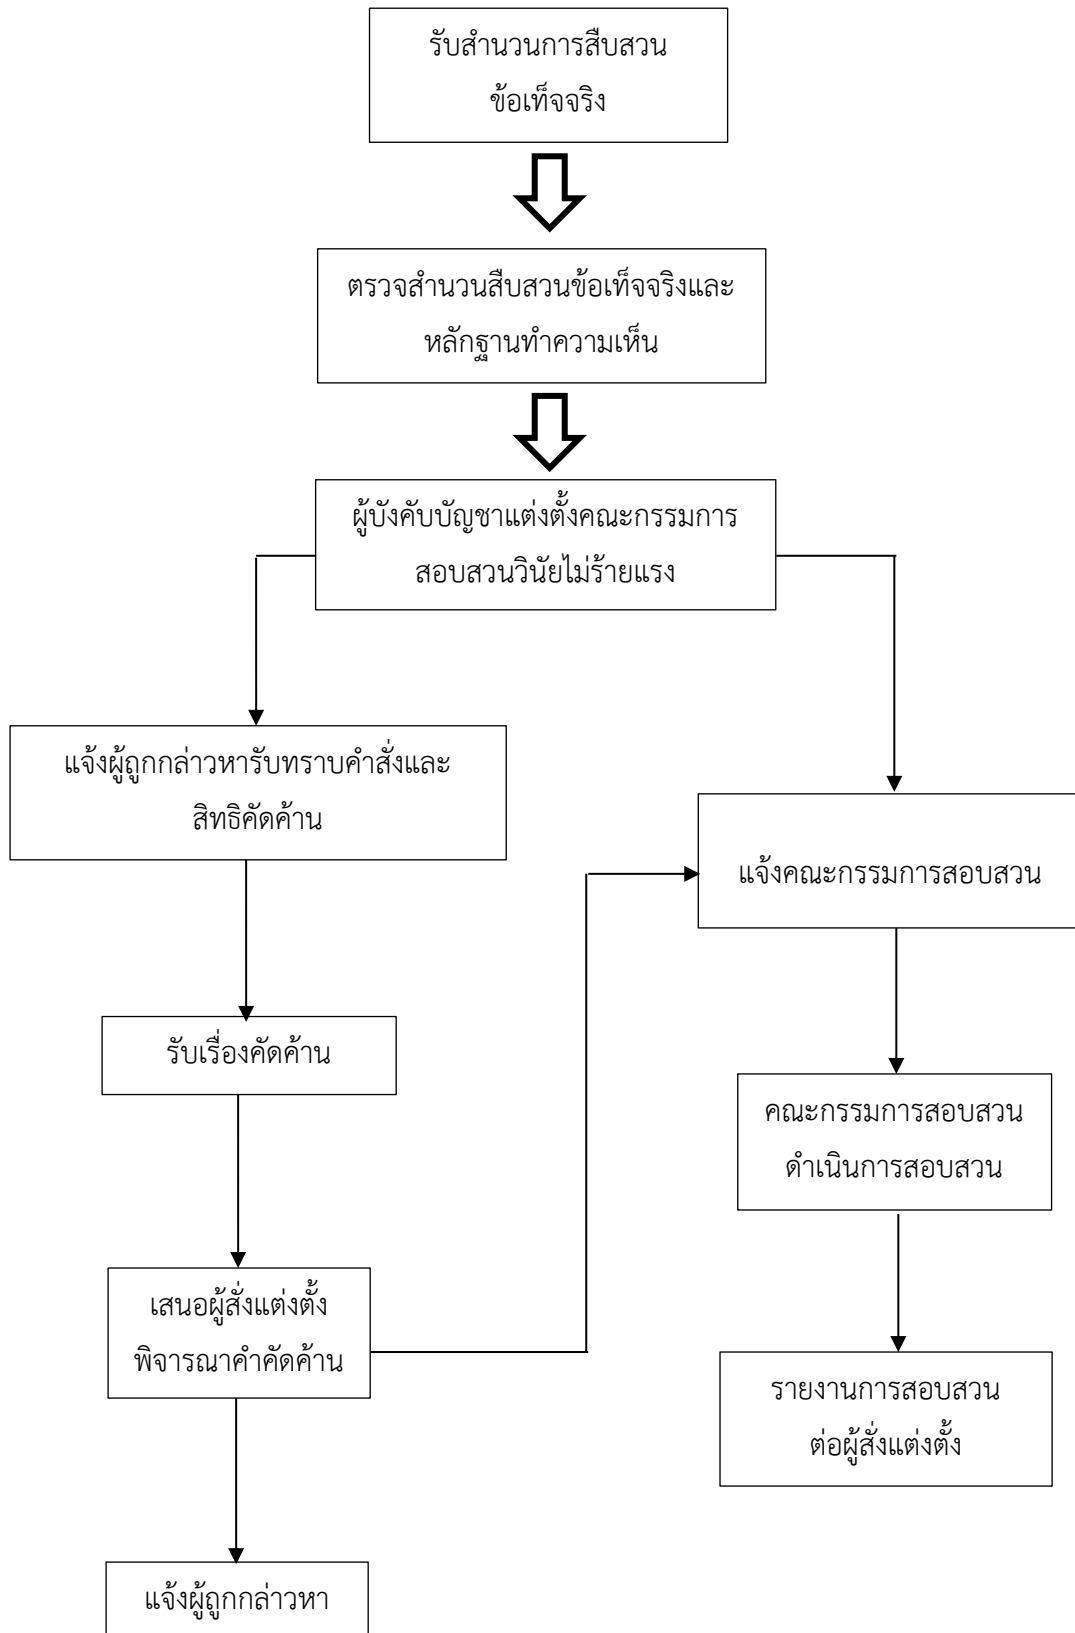 รับสำนวนการสืบสวน
ข้อเท็จจริง
ตรวจสำนวนสืบสวนข้อเท็จจริงและ
หลักฐานทำความเห็น
ผู้บังคับบัญชาแต่งตั้งคณะกรรมการ
สอบสวนวินัยไม่ร้ายแรง
แจ้งผู้ถูกกล่าวหารับทราบคำสั่งและ
สิทธิคัดค้าน
แจ้งคณะกรรมการสอบสวน
รับเรื่องคัดค้าน
คณะกรรมการสอบสวน
ดำเนินการสอบสวน
เสนอผู้สั่งแต่งตั้ง
พิจารณาคำคัดค้าน
รายงานการสอบสวน
ต่อผู้สั่งแต่งตั้ง
แจ้งผู้ถูกกล่าวหา